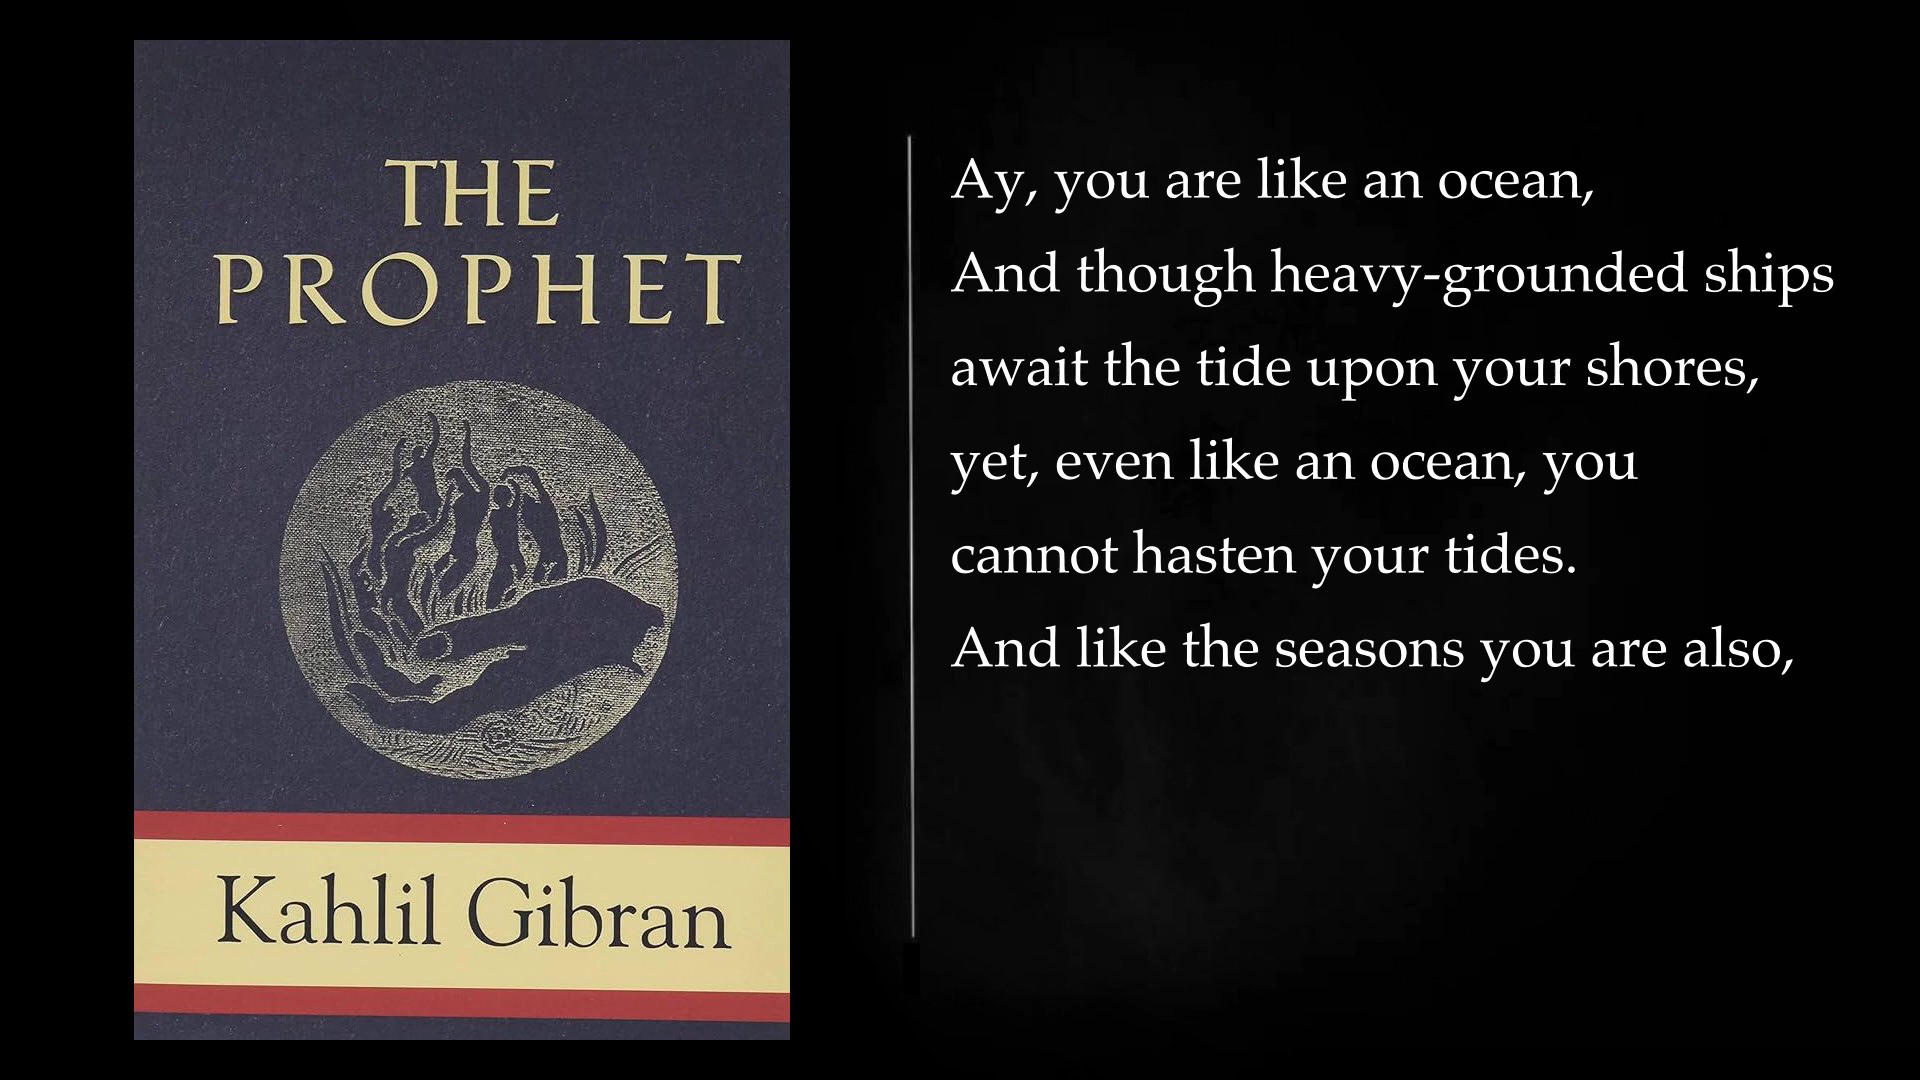 THE
PROPHET
Kahlil Gibran
Ay, you are like an ocean,
And though heavy-grounded ships
await the tide upon your shores,
yet, even like an ocean, you
cannot hasten your tides.
And like the seasons you are also,